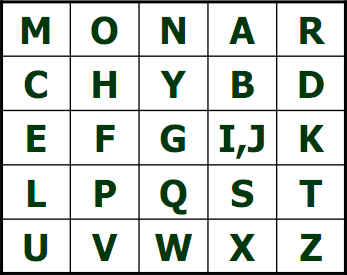 M O N A R
C H Y B D
E F G I,J K
L P Q S T
U V W X Z